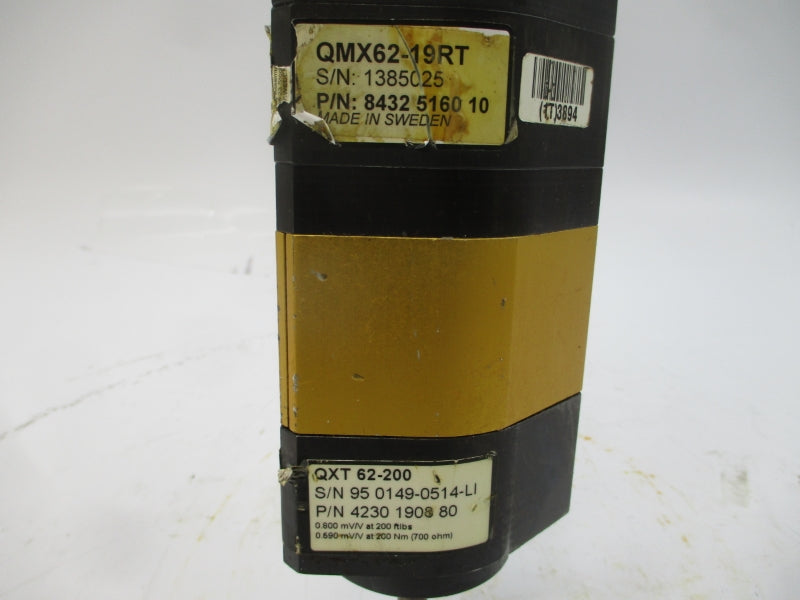 QMX62-19RT
S/N: 1385025
P/N: 8432 5160 10
MADE IN SWEDEN
(1T)3894
QXT 62-200
S/N 95 0149-0514-LI
P/N 4230 1908 80
0.800 mV/V at 200 ftlbs
0.590 mV/V at 200 Nm (700 ohm)